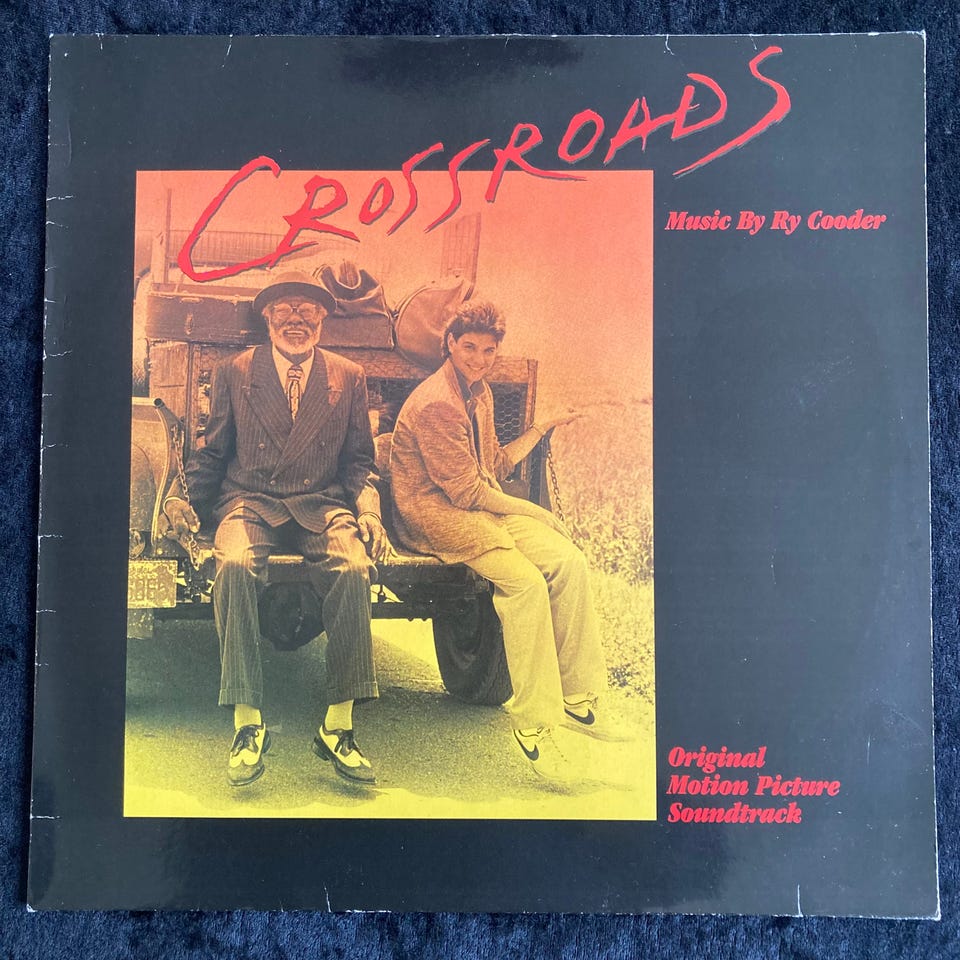 CROSSROADS
Music By Ry Cooder
Original
Motion Picture
Soundtrack